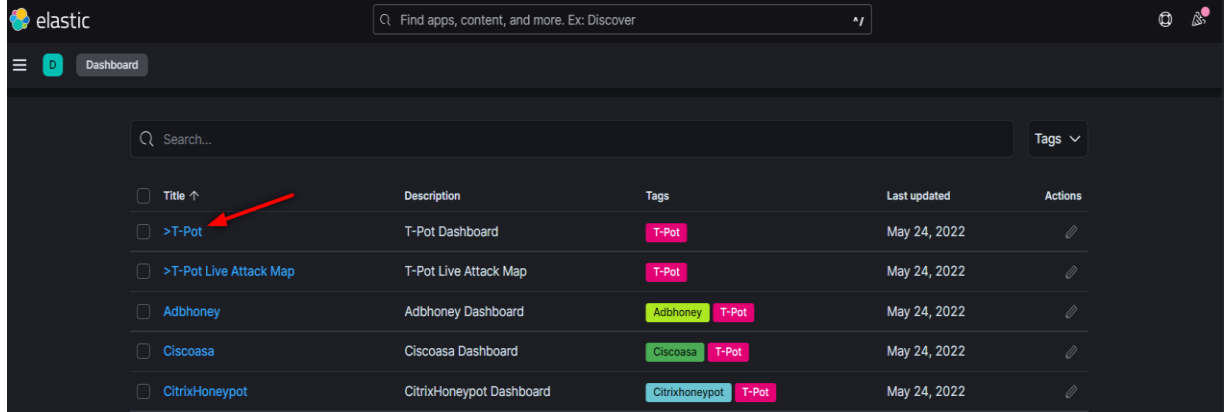 elastic
Find apps, content, and more. Ex: Discover ^/
D Dashboard
Search...
Tags
Title Description Tags Last updated Actions
>T-Pot T-Pot Dashboard T-Pot May 24, 2022
>T-Pot Live Attack Map T-Pot Live Attack Map T-Pot May 24, 2022
Adbhoney Adbhoney Dashboard Adbhoney T-Pot May 24, 2022
Ciscoasa Ciscoasa Dashboard Ciscoasa T-Pot May 24, 2022
CitrixHoneypot CitrixHoneypot Dashboard Citrixhoneypot T-Pot May 24, 2022